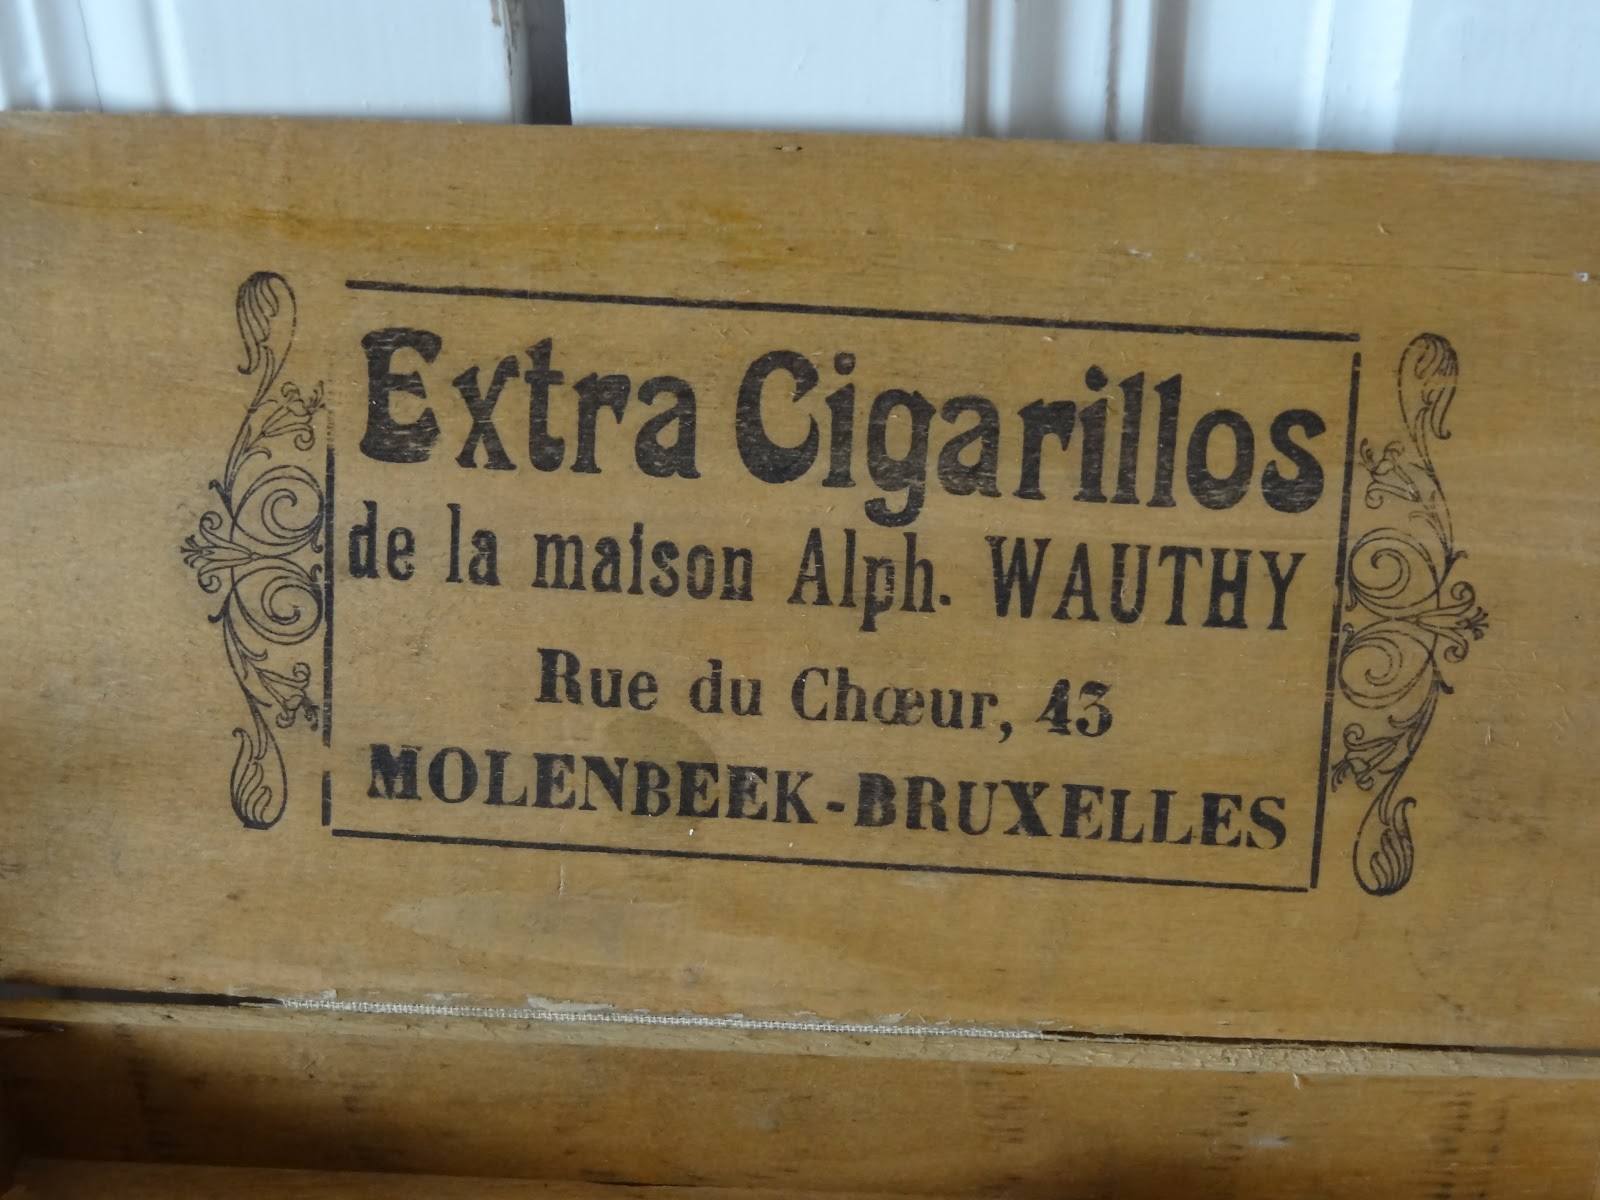 Extra Cigarillos
de la maison Alph. WAUTHY
Rue du Chœur, 43
MOLENBEEK-BRUXELLES